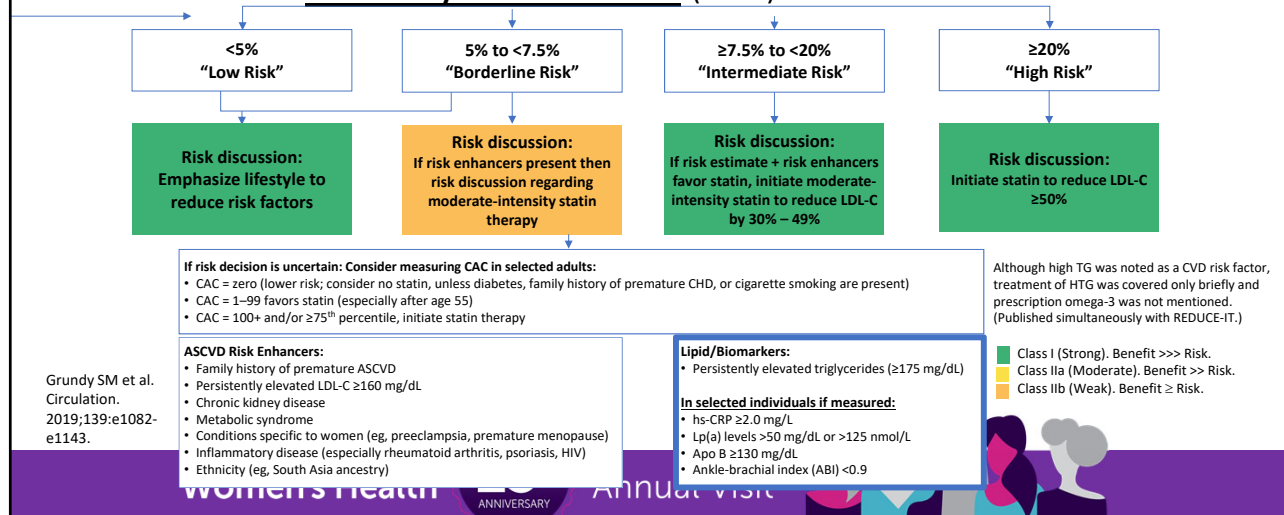 <5%
“Low Risk”
5% to <7.5%
“Borderline Risk”
≥7.5% to <20%
“Intermediate Risk”
≥20%
“High Risk”
Risk discussion:
Emphasize lifestyle to
reduce risk factors
Risk discussion:
If risk enhancers present then
risk discussion regarding
moderate-intensity statin
therapy
Risk discussion:
If risk estimate + risk enhancers
favor statin, initiate moderate-
intensity statin to reduce LDL-C
by 30% – 49%
Risk discussion:
Initiate statin to reduce LDL-C
≥50%
If risk decision is uncertain: Consider measuring CAC in selected adults:
• CAC = zero (lower risk; consider no statin, unless diabetes, family history of premature CHD, or cigarette smoking are present)
• CAC = 1–99 favors statin (especially after age 55)
• CAC = 100+ and/or ≥75th percentile, initiate statin therapy
Although high TG was noted as a CVD risk factor,
treatment of HTG was covered only briefly and
prescription omega-3 was not mentioned.
(Published simultaneously with REDUCE-IT.)
Grundy SM et al.
Circulation.
2019;139:e1082-
e1143.
ASCVD Risk Enhancers:
• Family history of premature ASCVD
• Persistently elevated LDL-C ≥160 mg/dL
• Chronic kidney disease
• Metabolic syndrome
• Conditions specific to women (eg, preeclampsia, premature menopause)
• Inflammatory disease (especially rheumatoid arthritis, psoriasis, HIV)
• Ethnicity (eg, South Asia ancestry)
Lipid/Biomarkers:
• Persistently elevated triglycerides (≥175 mg/dL)
In selected individuals if measured:
• hs-CRP ≥2.0 mg/L
• Lp(a) levels >50 mg/dL or >125 nmol/L
• Apo B ≥130 mg/dL
• Ankle-brachial index (ABI) <0.9
Class I (Strong). Benefit >>> Risk.
Class IIa (Moderate). Benefit >> Risk.
Class IIb (Weak). Benefit ≥ Risk.
Women's Health
ANNIVERSARY
Annual Visit